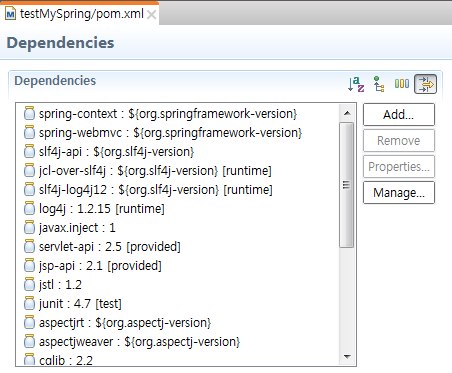 testMySpring/pom.xml
Dependencies
Dependencies
spring-context : ${org.springframework-version}
spring-webmvc : ${org.springframework-version}
slf4j-api : ${org.slf4j-version}
jcl-over-slf4j : ${org.slf4j-version} [runtime]
slf4j-log4j12 : ${org.slf4j-version} [runtime]
log4j : 1.2.15 [runtime]
javax.inject : 1
servlet-api : 2.5 [provided]
jsp-api : 2.1 [provided]
jstl : 1.2
junit : 4.7 [test]
aspectjrt : ${org.aspectj-version}
aspectjweaver : ${org.aspectj-version}
cglib : 2.2
Add...
Remove
Properties...
Manage...